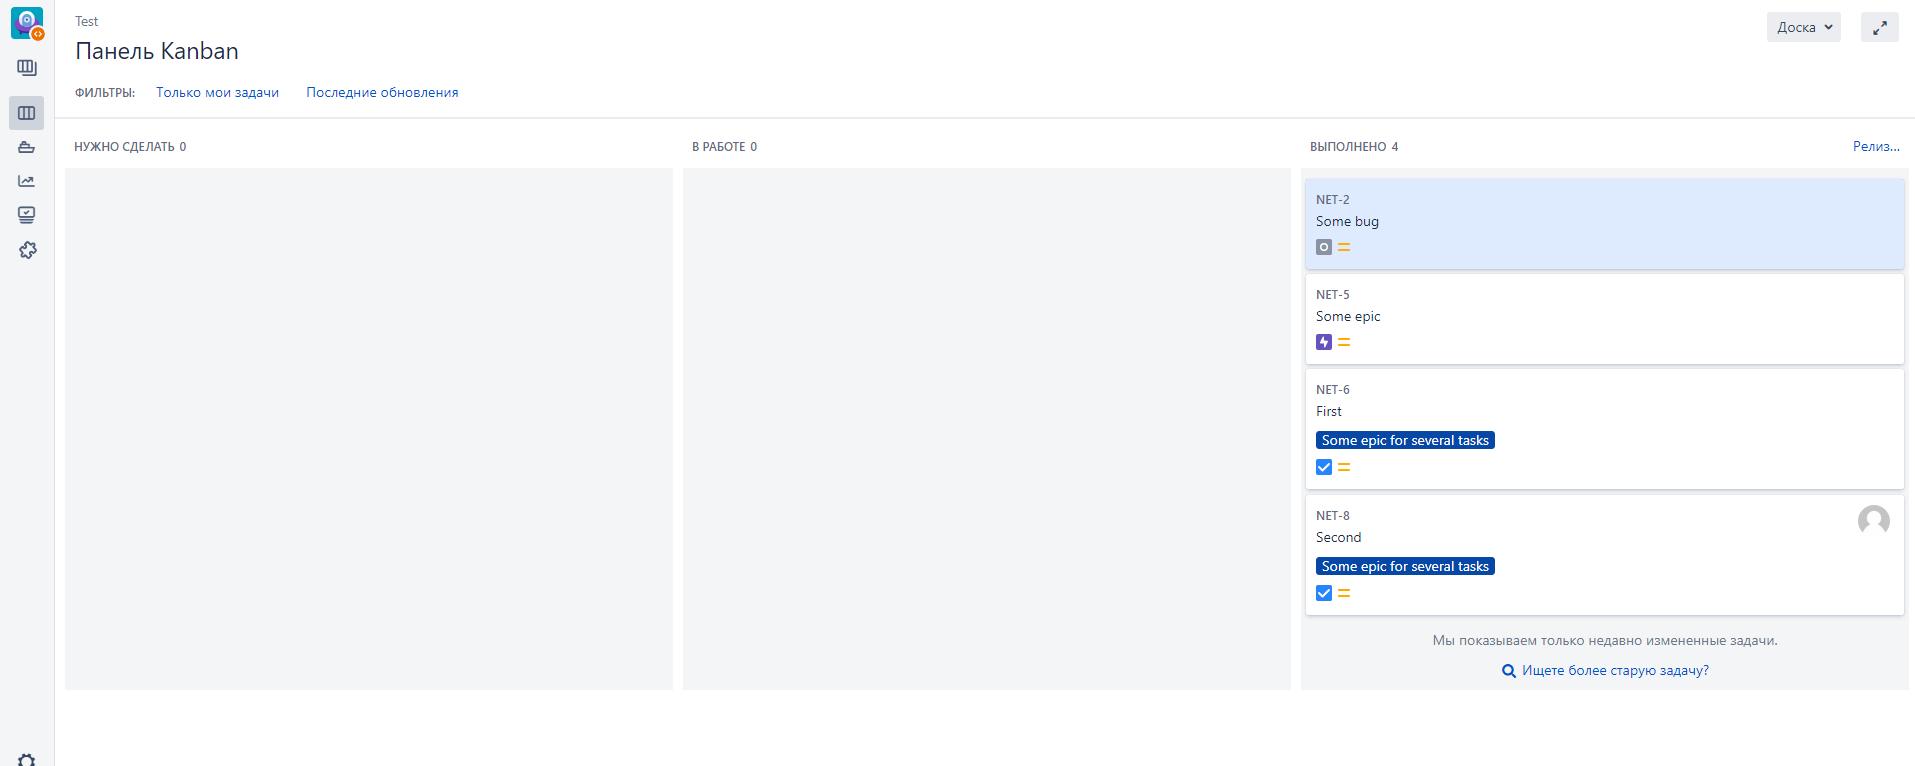 Test
Доска
Панель Kanban
ФИЛЬТРЫ: Только мои задачи Последние обновления
НУЖНО СДЕЛАТЬ 0
В РАБОТЕ 0
ВЫПОЛНЕНО 4
Релиз...
NET-2
Some bug
NET-5
Some epic
NET-6
First
Some epic for several tasks
NET-8
Second
Some epic for several tasks
Мы показываем только недавно измененные задачи.
Ищете более старую задачу?